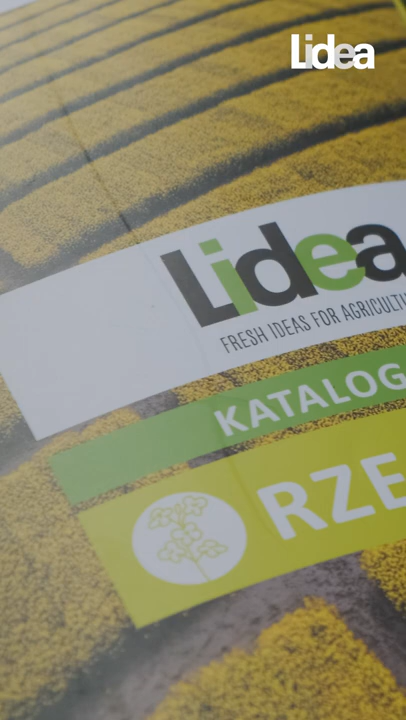 Lidea
Lidea
FRESH IDEAS FOR AGRICULTU
KATALOG
RZE